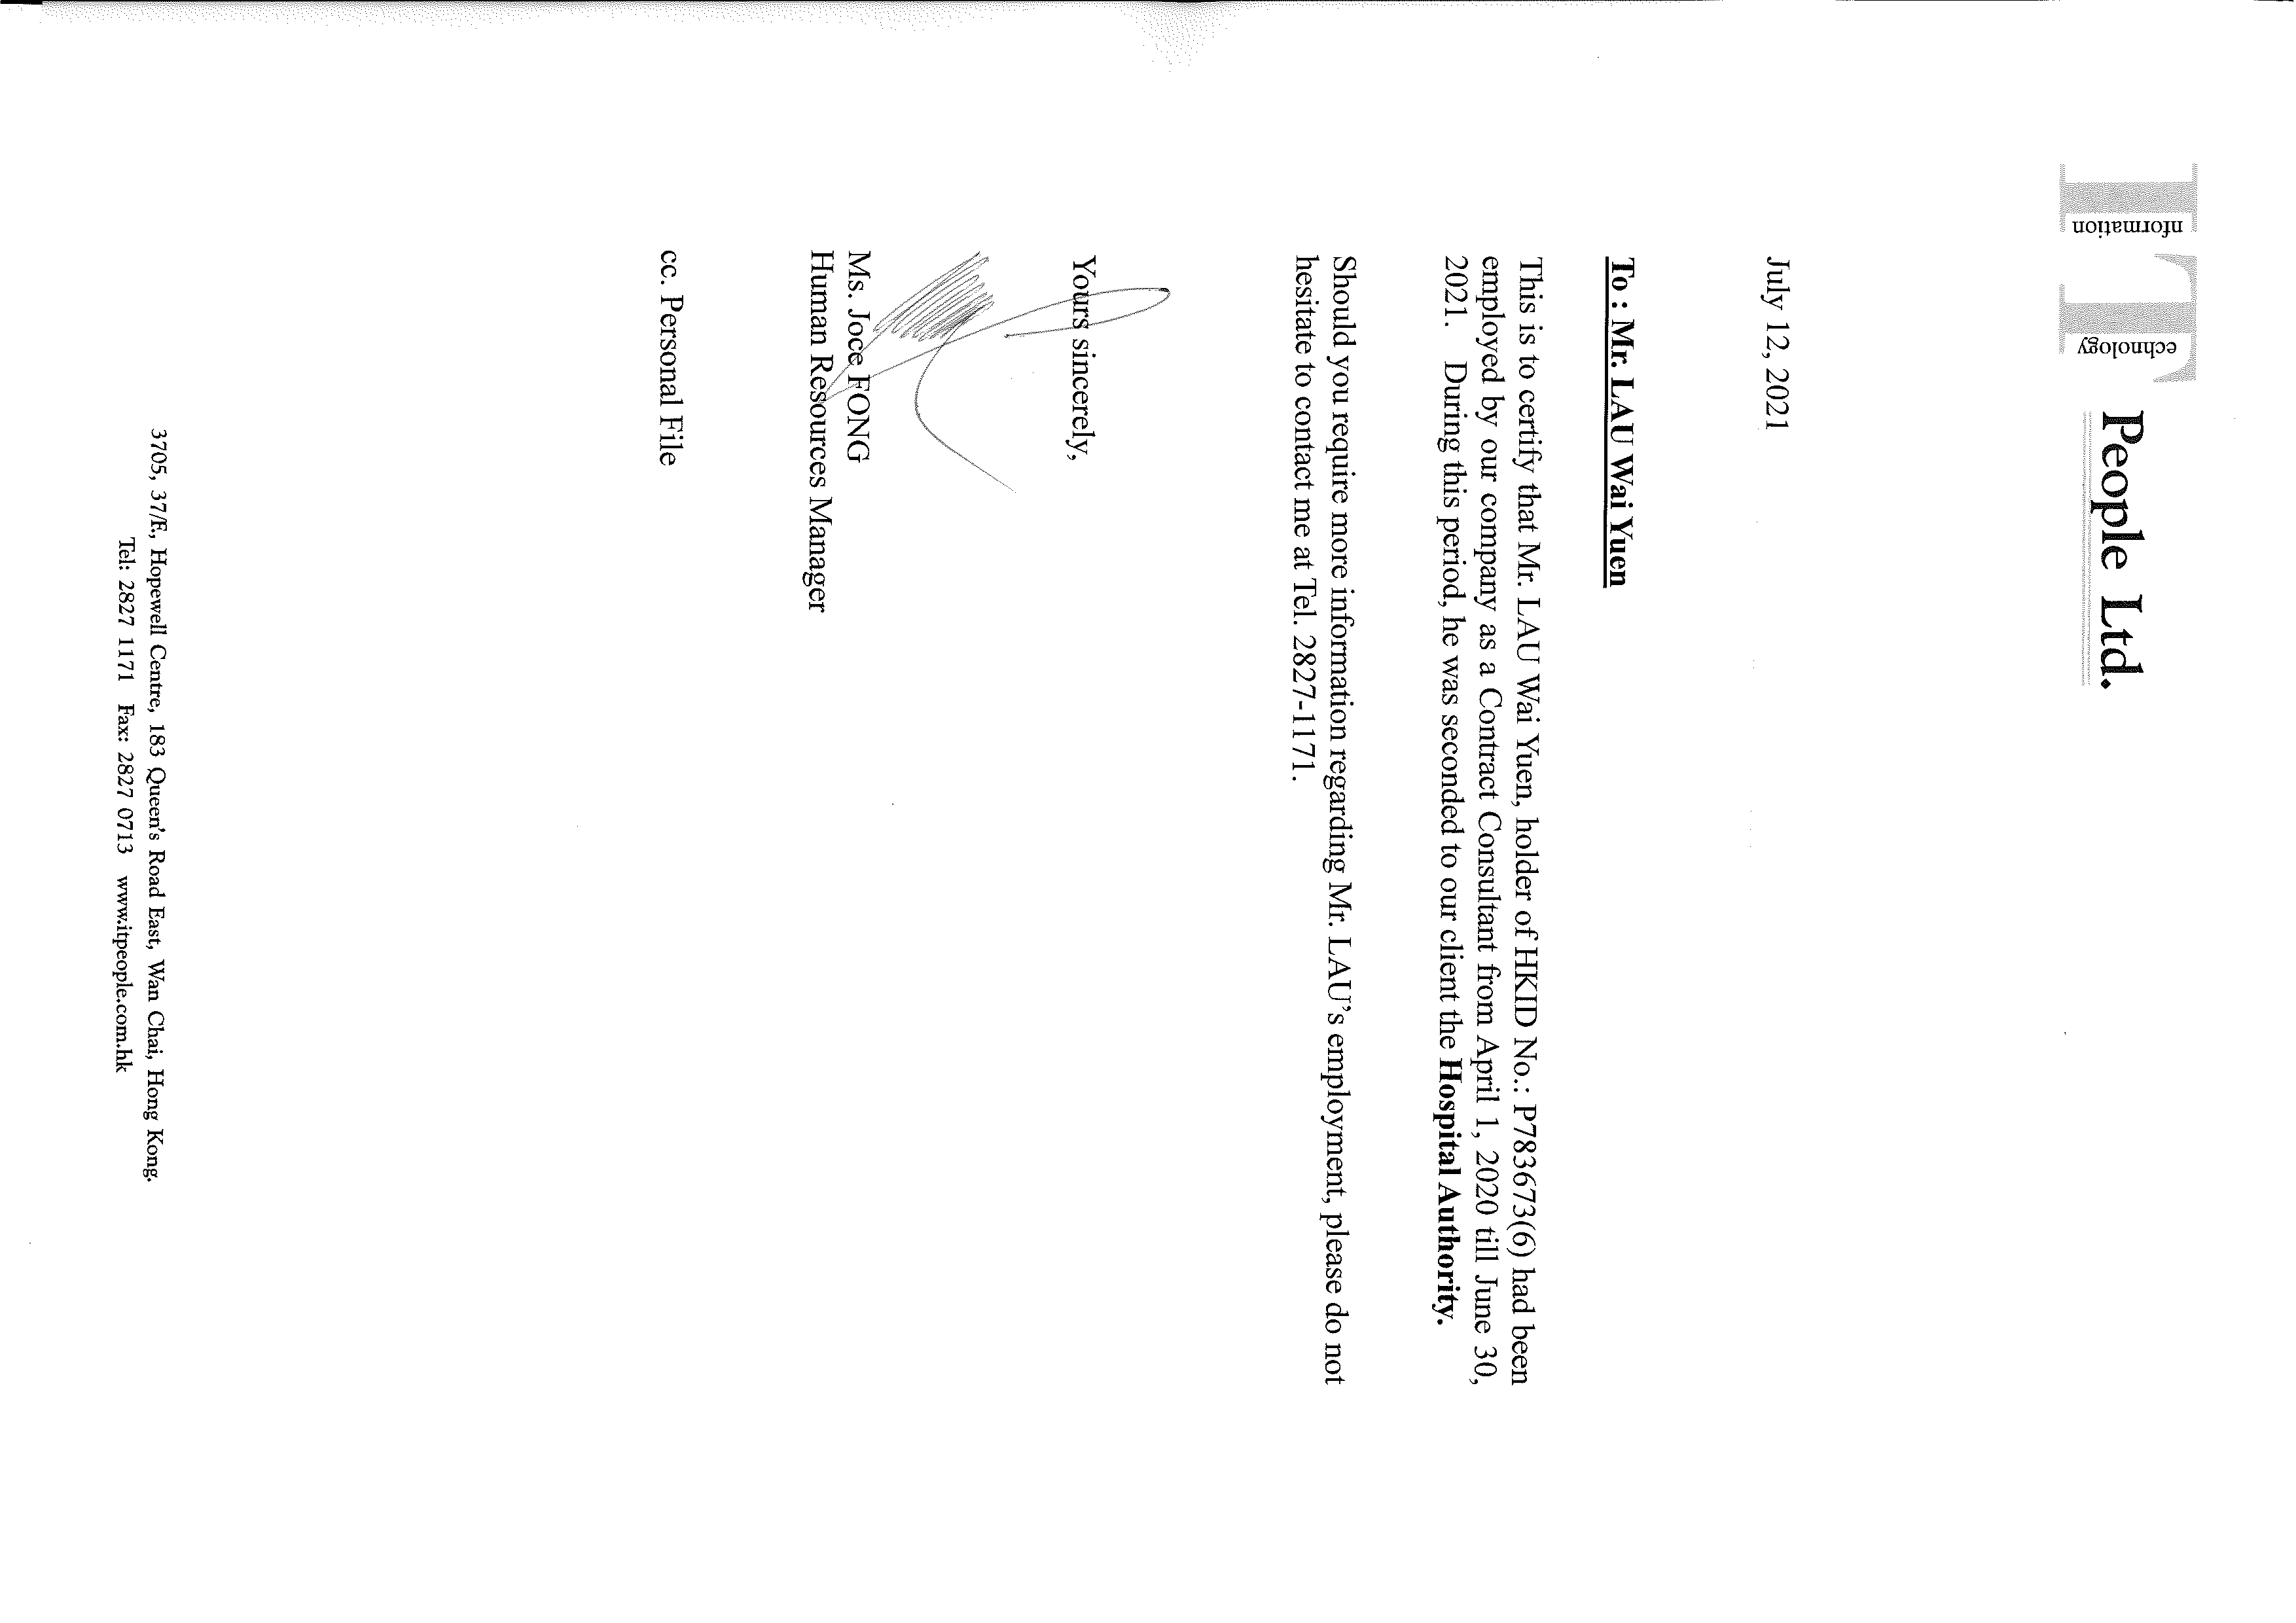 IT
nformation
echnology
People Ltd.
July 12, 2021
To : Mr. LAU Wai Yuen
This is to certify that Mr. LAU Wai Yuen, holder of HKID No.: P783673(6) had been
employed by our company as a Contract Consultant from April 1, 2020 till June 30,
2021. During this period, he was seconded to our client the Hospital Authority.
Should you require more information regarding Mr. LAU's employment, please do not
hesitate to contact me at Tel. 2827-1171.
Yours sincerely,
Ms. Joce FONG
Human Resources Manager
cc. Personal File
3705, 37/F., Hopewell Centre, 183 Queen's Road East, Wan Chai, Hong Kong.
Tel: 2827 1171 Fax: 2827 0713 www.itpeople.com.hk